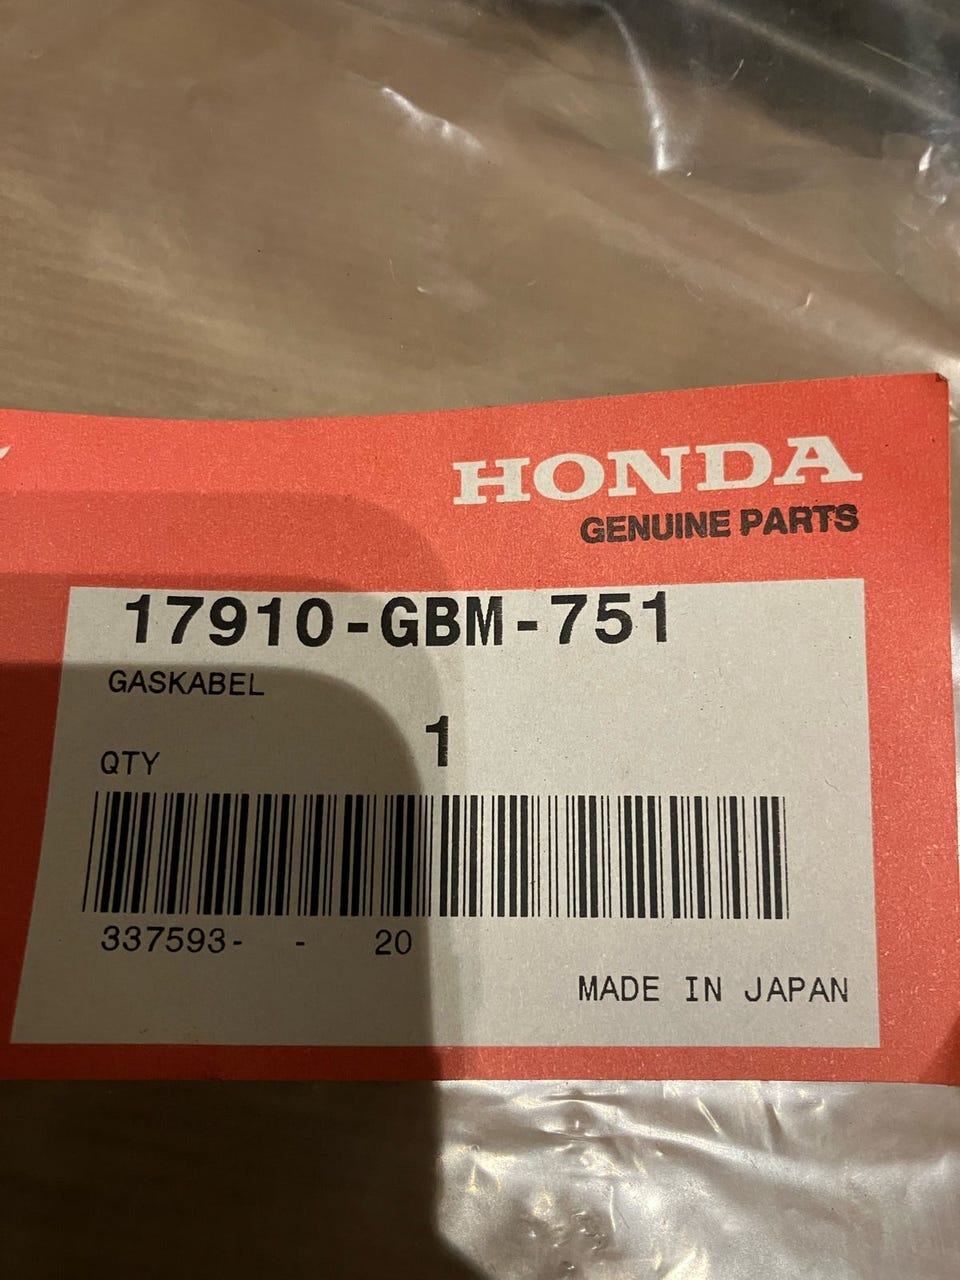 HONDA
GENUINE PARTS
17910-GBM-751
GASKABEL
1
QTY
337593- - 20
MADE IN JAPAN